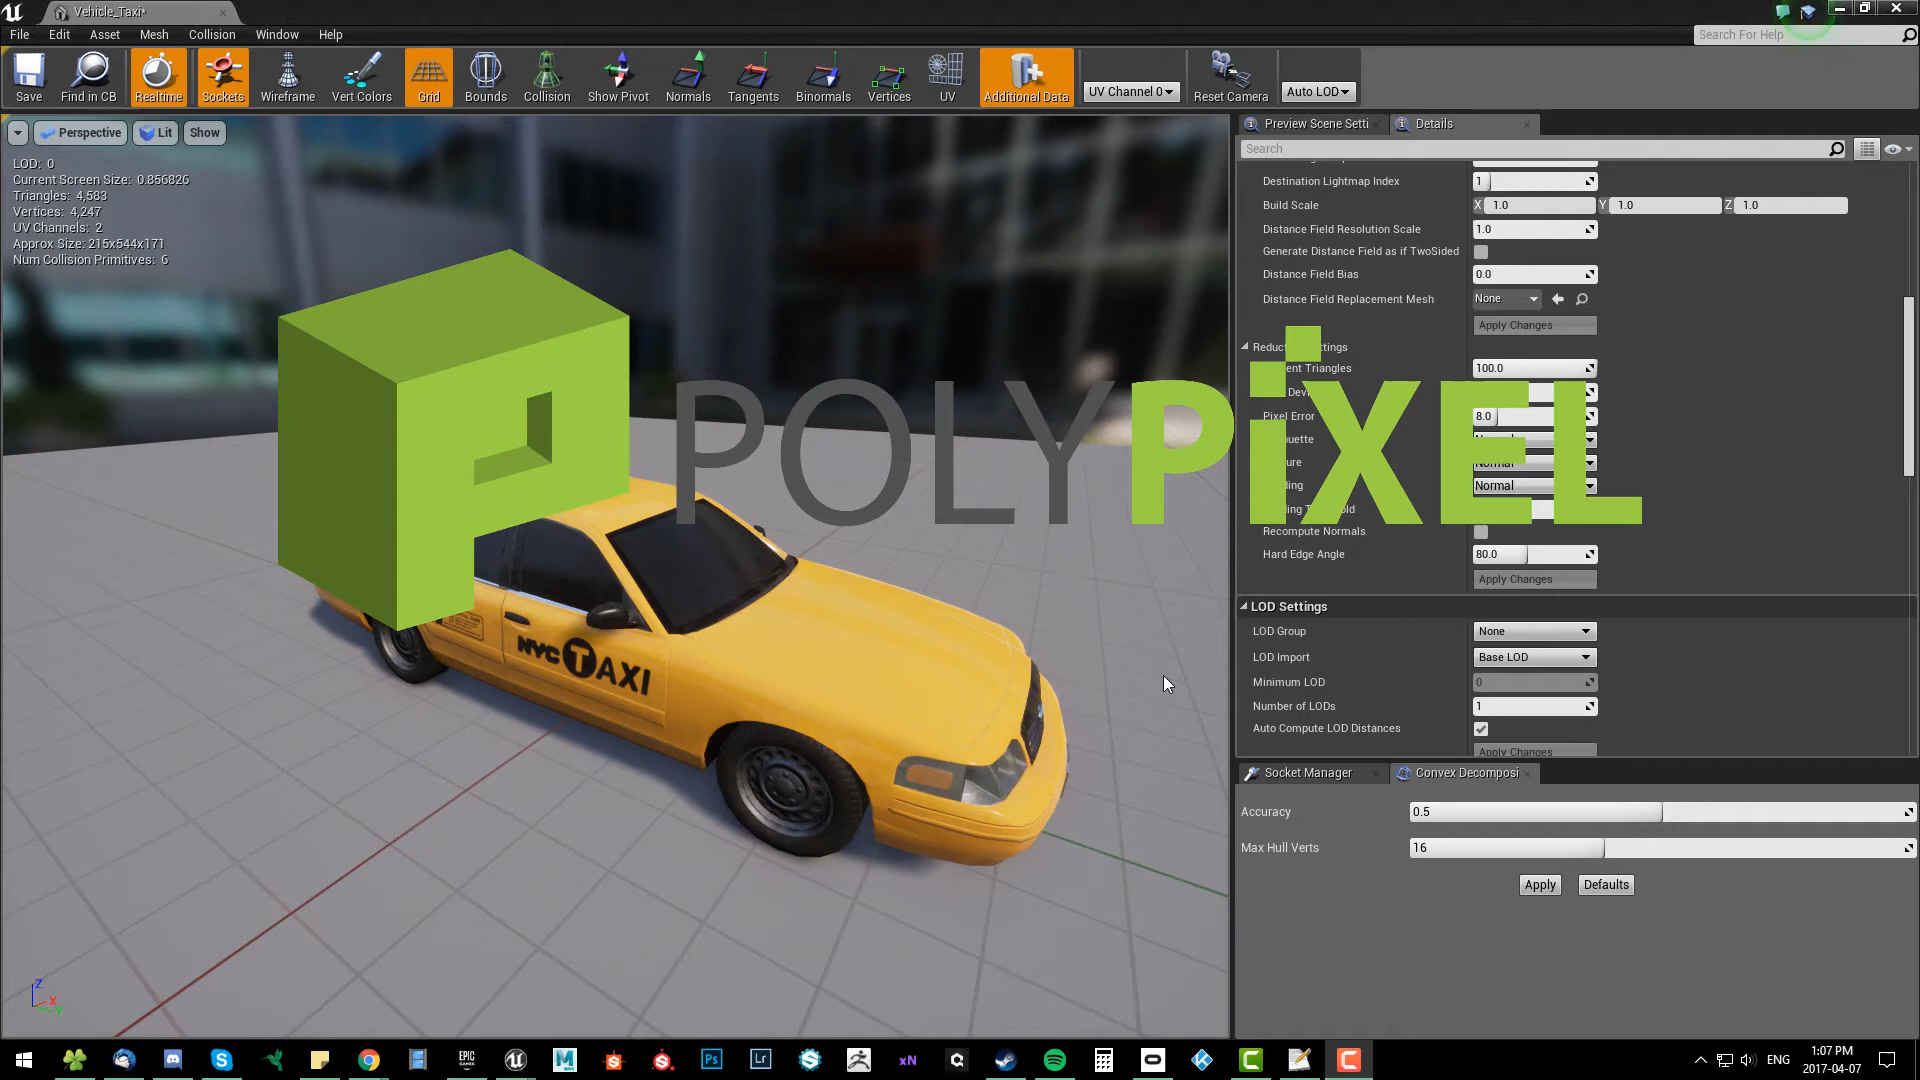 Vehicle_Taxi*
File Edit Asset Mesh Collision Window Help
Search For Help
Save Find in CB Realtime Sockets Wireframe Vert Colors Grid Bounds Collision Show Pivot Normals Tangents Binormals Vertices UV Additional Data UV Channel 0 Reset Camera Auto LOD
Perspective Lit Show
LOD: 0
Current Screen Size: 0.856826
Triangles: 4,583
Vertices: 4,247
UV Channels: 2
Approx Size: 215x544x171
Num Collision Primitives: 6
POLYPiXEL
NYC TAXI
Z
X
Y
Preview Scene Setti Details
Search
Destination Lightmap Index 1
Build Scale X 1.0 Y 1.0 Z 1.0
Distance Field Resolution Scale 1.0
Generate Distance Field as if TwoSided
Distance Field Bias 0.0
Distance Field Replacement Mesh None
Apply Changes
100.0
Pixel Error 8.0
Normal
Normal
Recompute Normals
Hard Edge Angle 80.0
Apply Changes
LOD Settings
LOD Group None
LOD Import Base LOD
Minimum LOD 0
Number of LODs 1
Auto Compute LOD Distances
Apply Changes
Socket Manager Convex Decomposi
Accuracy 0.5
Max Hull Verts 16
Apply Defaults
EPIC GAMES Ps Lr xN
ENG
1:07 PM
2017-04-07